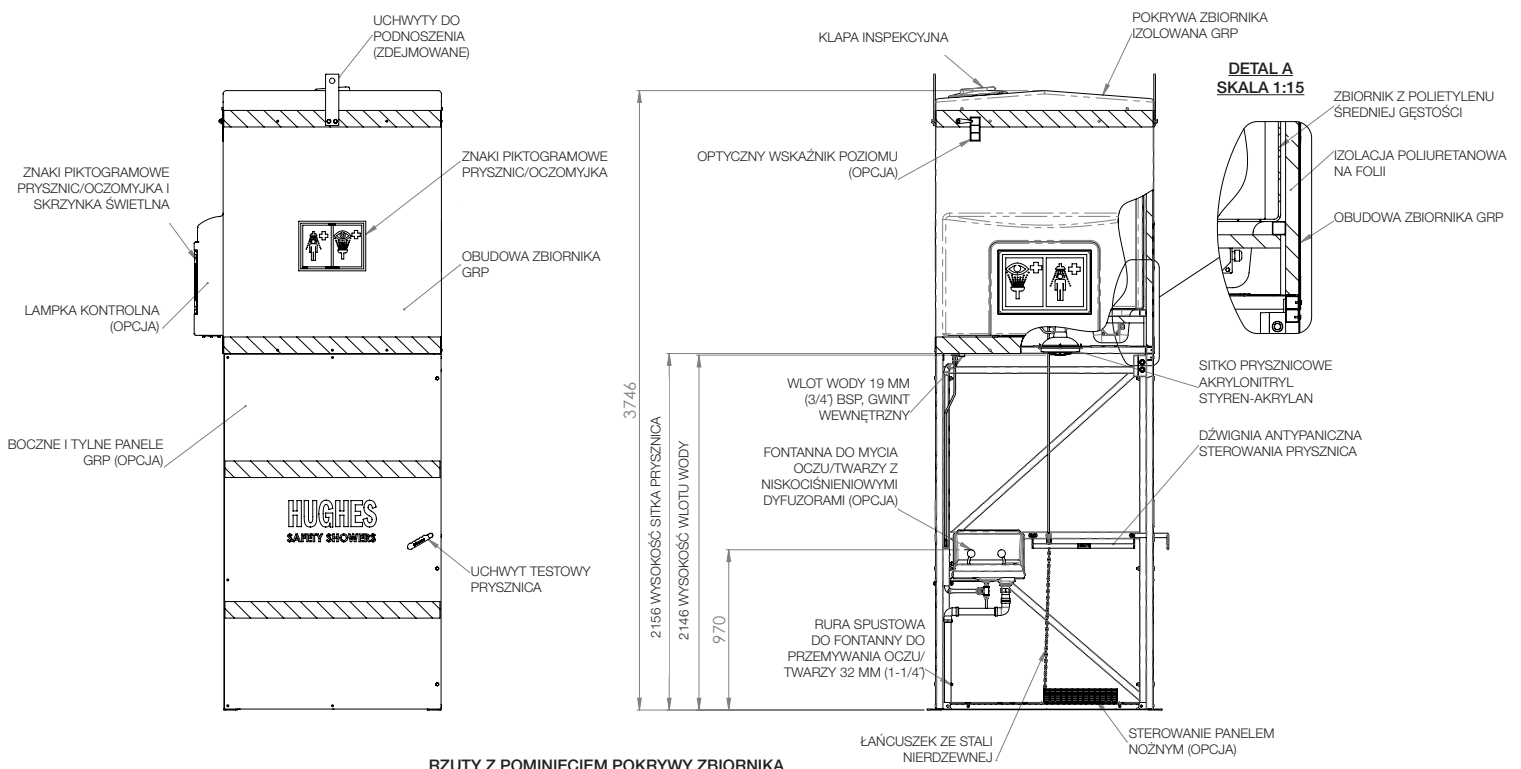 UCHWYTY DO
PODNOSZENIA
(ZDEJMOWANE)
ZNAKI PIKTOGRAMOWE
PRYSZNIC/OCZOMYJKA I
SKRZYNKA ŚWIETLNA
ZNAKI PIKTOGRAMOWE
PRYSZNIC/OCZOMYJKA
LAMPKA KONTROLNA
(OPCJA)
OBUDOWA ZBIORNIKA
GRP
BOCZNE I TYLNE PANELE
GRP (OPCJA)
HUGHES
SAFETY SHOWERS
UCHWYT TESTOWY
PRYSZNICA
KLAPA INSPEKCYJNA
POKRYWA ZBIORNIKA
IZOLOWANA GRP
OPTYCZNY WSKAŹNIK POZIOMU
(OPCJA)
3746
2156 WYSOKOŚĆ SITKA PRYSZNICA
2146 WYSOKOŚĆ WLOTU WODY
970
WLOT WODY 19 MM
(3/4˝) BSP, GWINT
WEWNĘTRZNY
FONTANNA DO MYCIA
OCZU/TWARZY Z
NISKOCIŚNIENIOWYMI
DYFUZORAMI (OPCJA)
RURA SPUSTOWA
DO FONTANNY DO
PRZEMYWANIA OCZU/
TWARZY 32 MM (1-1/4˝)
ŁAŃCUSZEK ZE STALI
NIERDZEWNEJ
DETAL A
SKALA 1:15
ZBIORNIK Z POLIETYLENU
ŚREDNIEJ GĘSTOŚCI
IZOLACJA POLIURETANOWA
NA FOLII
OBUDOWA ZBIORNIKA GRP
SITKO PRYSZNICOWE
AKRYLONITRYL
STYREN-AKRYLAN
DŹWIGNIA ANTYPANICZNA
STEROWANIA PRYSZNICA
STEROWANIE PANELEM
NOŻNYM (OPCJA)
RZUTY Z POMINIĘCIEM POKRYWY ZBIORNIKA